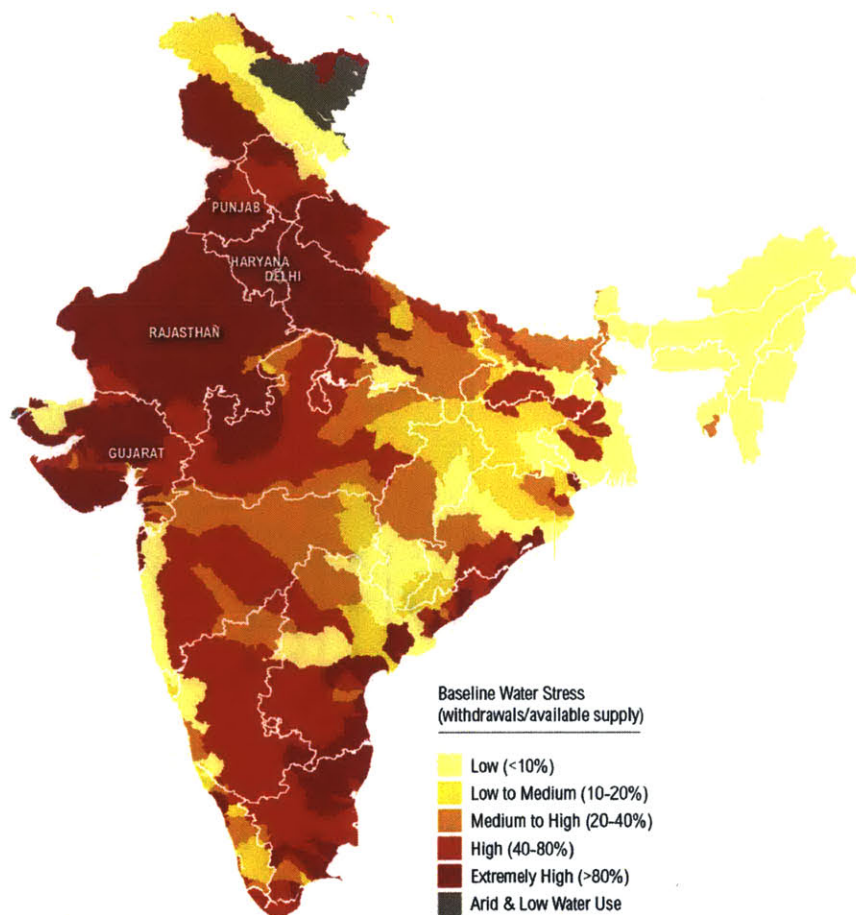 PUNJAB
HARYANA
DELHI
RAJASTHAN
GUJARAT
Baseline Water Stress
(withdrawals/available supply)
Low (<10%)
Low to Medium (10-20%)
Medium to High (20-40%)
High (40-80%)
Extremely High (>80%)
Arid & Low Water Use